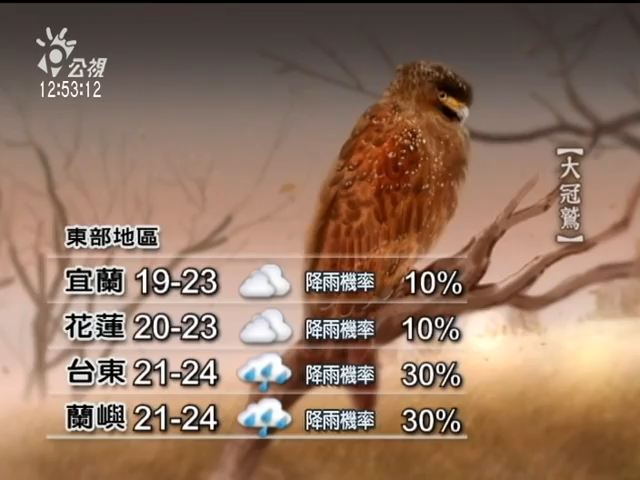 公視
12:53:12
【大冠鷲】
東部地區
宜蘭 19-23 降雨機率 10%
花蓮 20-23 降雨機率 10%
台東 21-24 降雨機率 30%
蘭嶼 21-24 降雨機率 30%